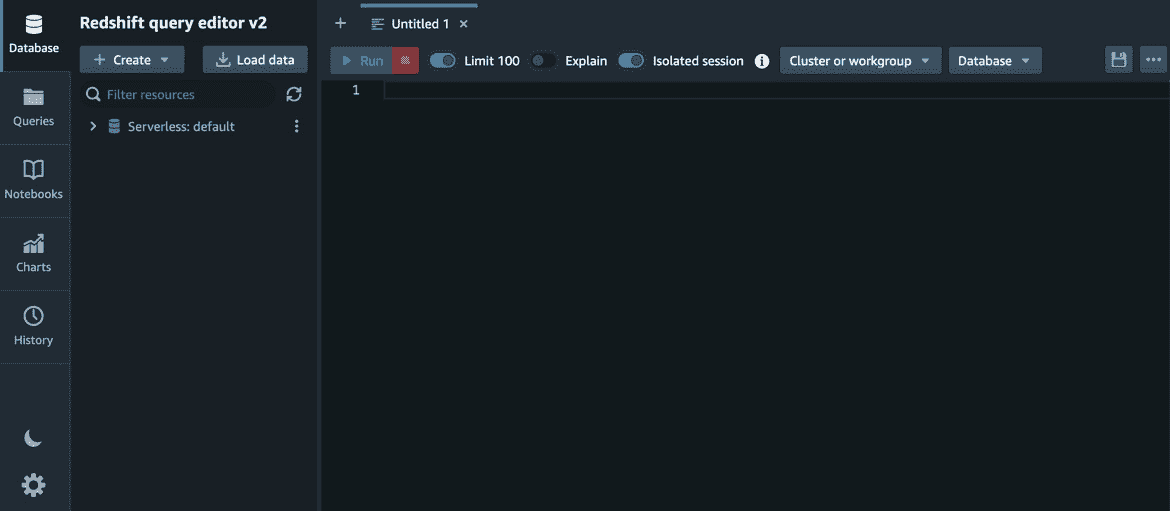 Redshift query editor v2
Database
Queries
Notebooks
Charts
History
Create
Load data
Filter resources
Serverless: default
Untitled 1
Run
Limit 100
Explain
Isolated session
Cluster or workgroup
Database
1